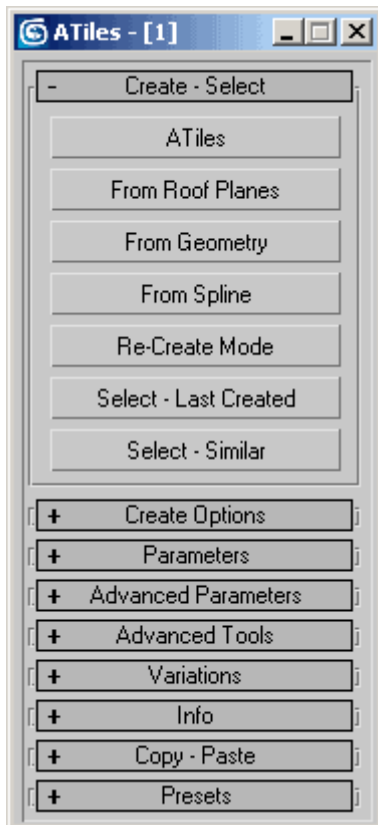 ATiles - [1]
- Create - Select
ATiles
From Roof Planes
From Geometry
From Spline
Re-Create Mode
Select - Last Created
Select - Similar
+ Create Options
+ Parameters
+ Advanced Parameters
+ Advanced Tools
+ Variations
+ Info
+ Copy - Paste
+ Presets